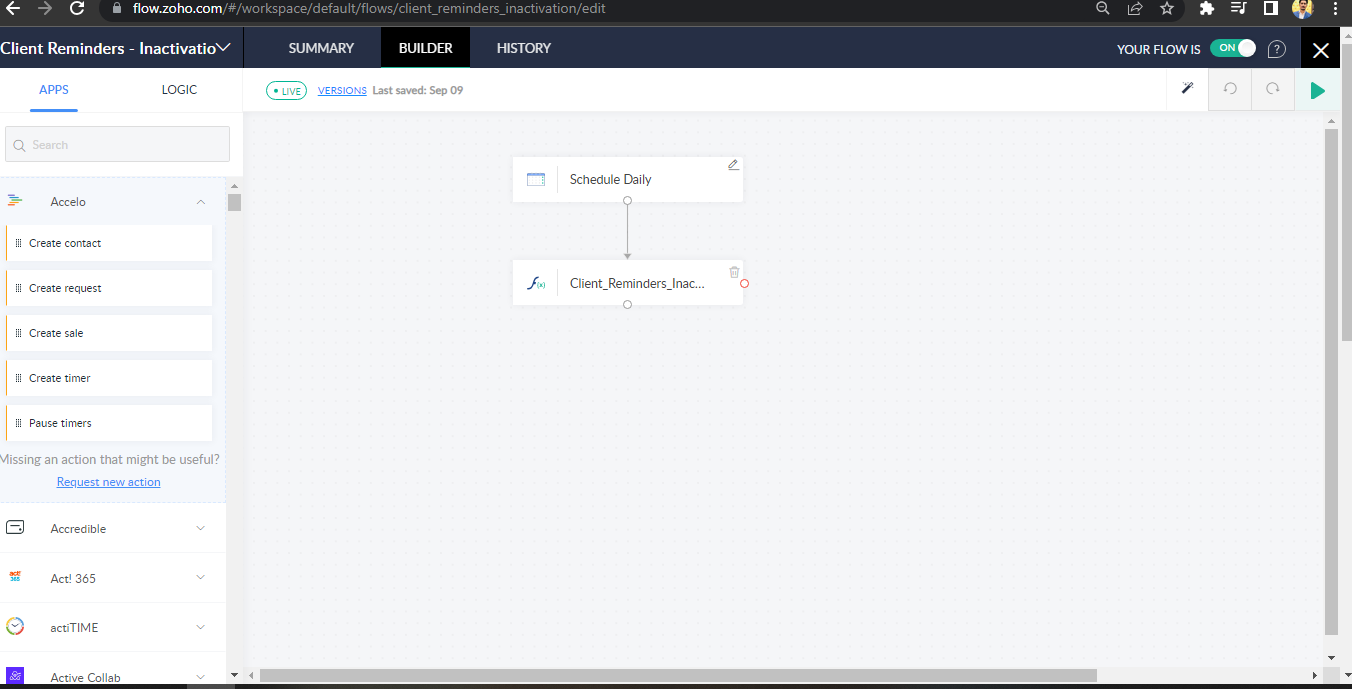 flow.zoho.com/#/workspace/default/flows/client_reminders_inactivation/edit
Client Reminders - Inactivatio
SUMMARY
BUILDER
HISTORY
YOUR FLOW IS
ON
?
APPS
LOGIC
LIVE
VERSIONS
Last saved: Sep 09
Search
Accelo
Create contact
Create request
Create sale
Create timer
Pause timers
Missing an action that might be useful?
Request new action
Accredible
act!
365
Act! 365
actiTIME
Active Collab
Schedule Daily
f(x)
Client_Reminders_Inac...